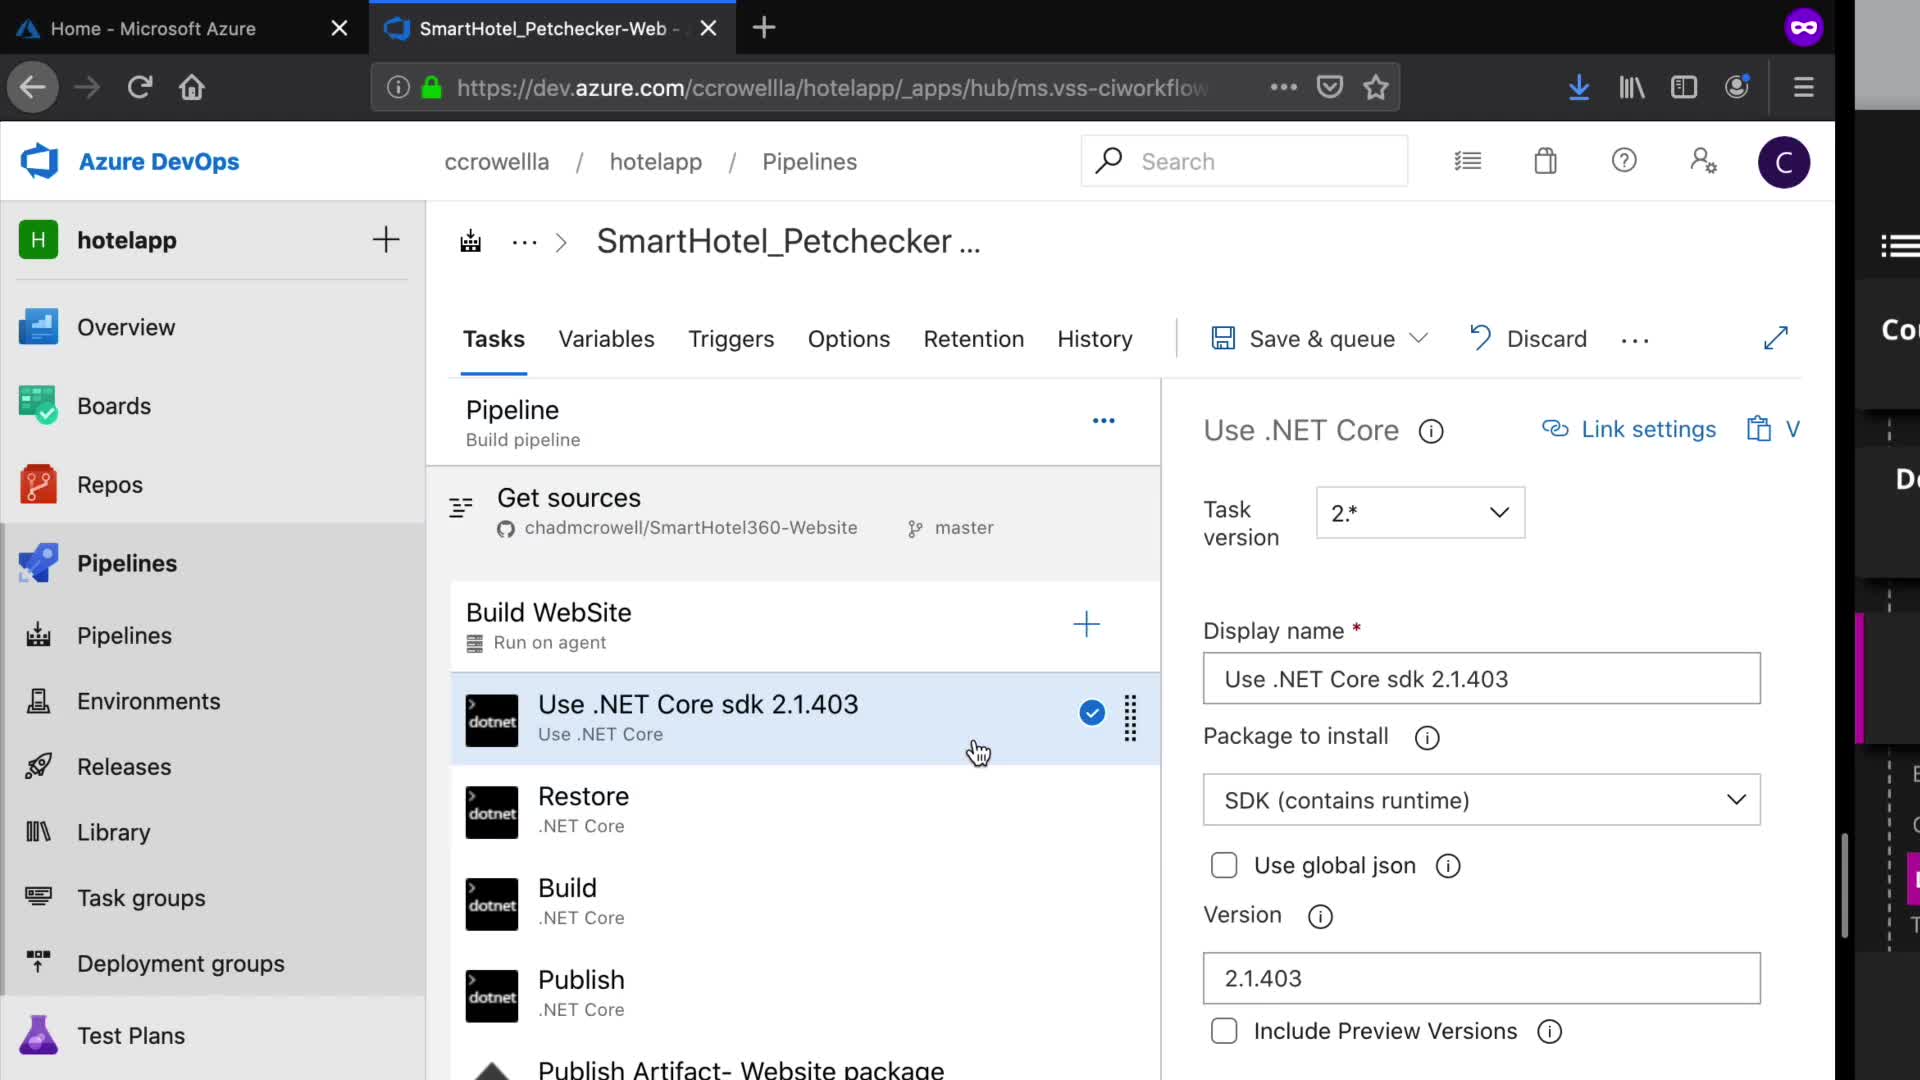 Home - Microsoft Azure
SmartHotel_Petchecker-Web -
https://dev.azure.com/ccrowellla/hotelapp/_apps/hub/ms.vss-ciworkflow
Azure DevOps
ccrowellla / hotelapp / Pipelines
Search
C
H hotelapp
... > SmartHotel_Petchecker ...
Overview
Boards
Repos
Pipelines
Pipelines
Environments
Releases
Library
Task groups
Deployment groups
Test Plans
Tasks Variables Triggers Options Retention History
Save & queue Discard ...
Pipeline
Build pipeline
Get sources
chadmcrowell/SmartHotel360-Website master
Build WebSite
Run on agent
dotnet Use .NET Core sdk 2.1.403
Use .NET Core
dotnet Restore
.NET Core
dotnet Build
.NET Core
dotnet Publish
.NET Core
Publish Artifact- Website package
Use .NET Core
Link settings
V
Task
version
2.*
Display name *
Use .NET Core sdk 2.1.403
Package to install
SDK (contains runtime)
Use global json
Version
2.1.403
Include Preview Versions